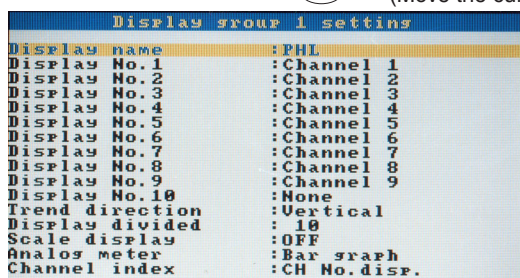 (Move the cu
Display group 1 setting
Display name :PHL
Display No.1 :Channel 1
Display No.2 :Channel 2
Display No.3 :Channel 3
Display No.4 :Channel 4
Display No.5 :Channel 5
Display No.6 :Channel 6
Display No.7 :Channel 7
Display No.8 :Channel 8
Display No.9 :Channel 9
Display No.10 :None
Trend direction :Vertical
Display divided : 10
Scale display :OFF
Analog meter :Bar graph
Channel index :CH No.disp.